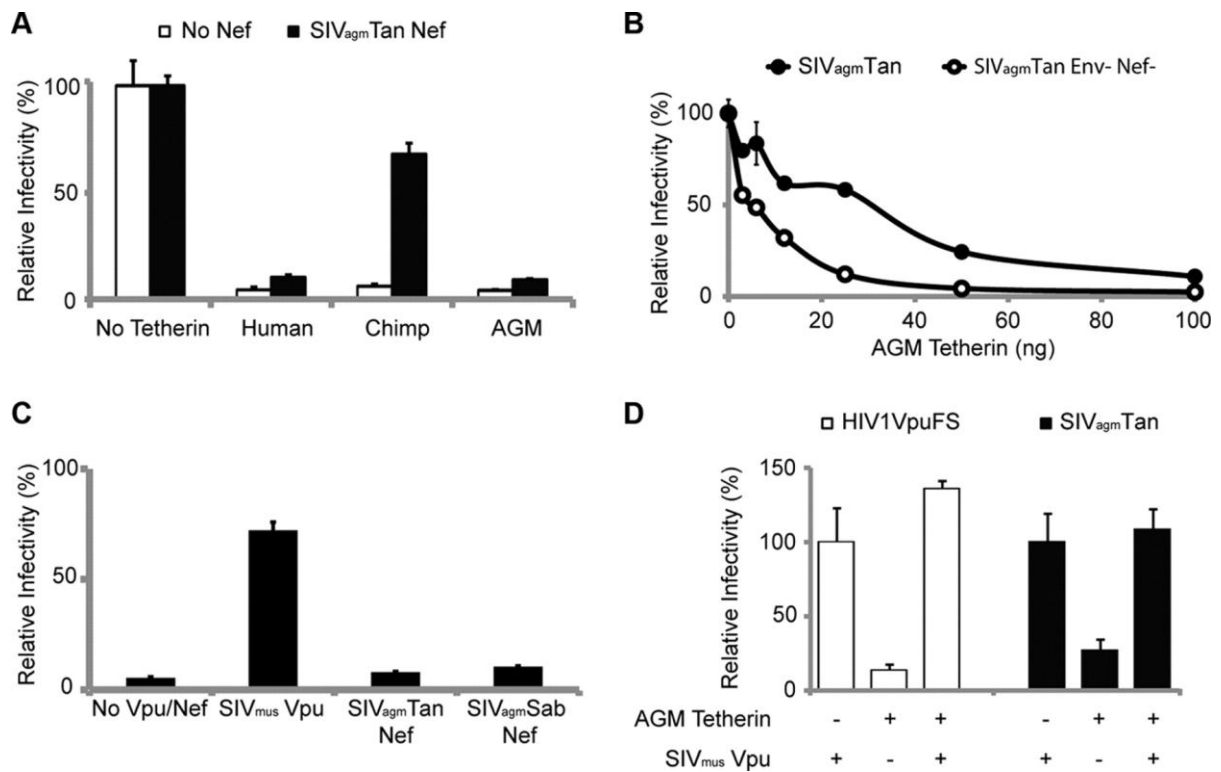 A
No Nef SIVagmTan Nef
Relative Infectivity (%)
100
50
0
No Tetherin Human Chimp AGM
B
SIVagmTan SIVagmTan Env- Nef-
Relative Infectivity (%)
100
50
0
0 20 40 60 80 100
AGM Tetherin (ng)
C
Relative Infectivity (%)
100
50
0
No Vpu/Nef SIVmus Vpu SIVagmTan SIVagmSab
Nef Nef
D
HIV1VpuFS SIVagmTan
Relative Infectivity (%)
150
100
50
0
AGM Tetherin - + + - + +
SIVmus Vpu + - + + - +